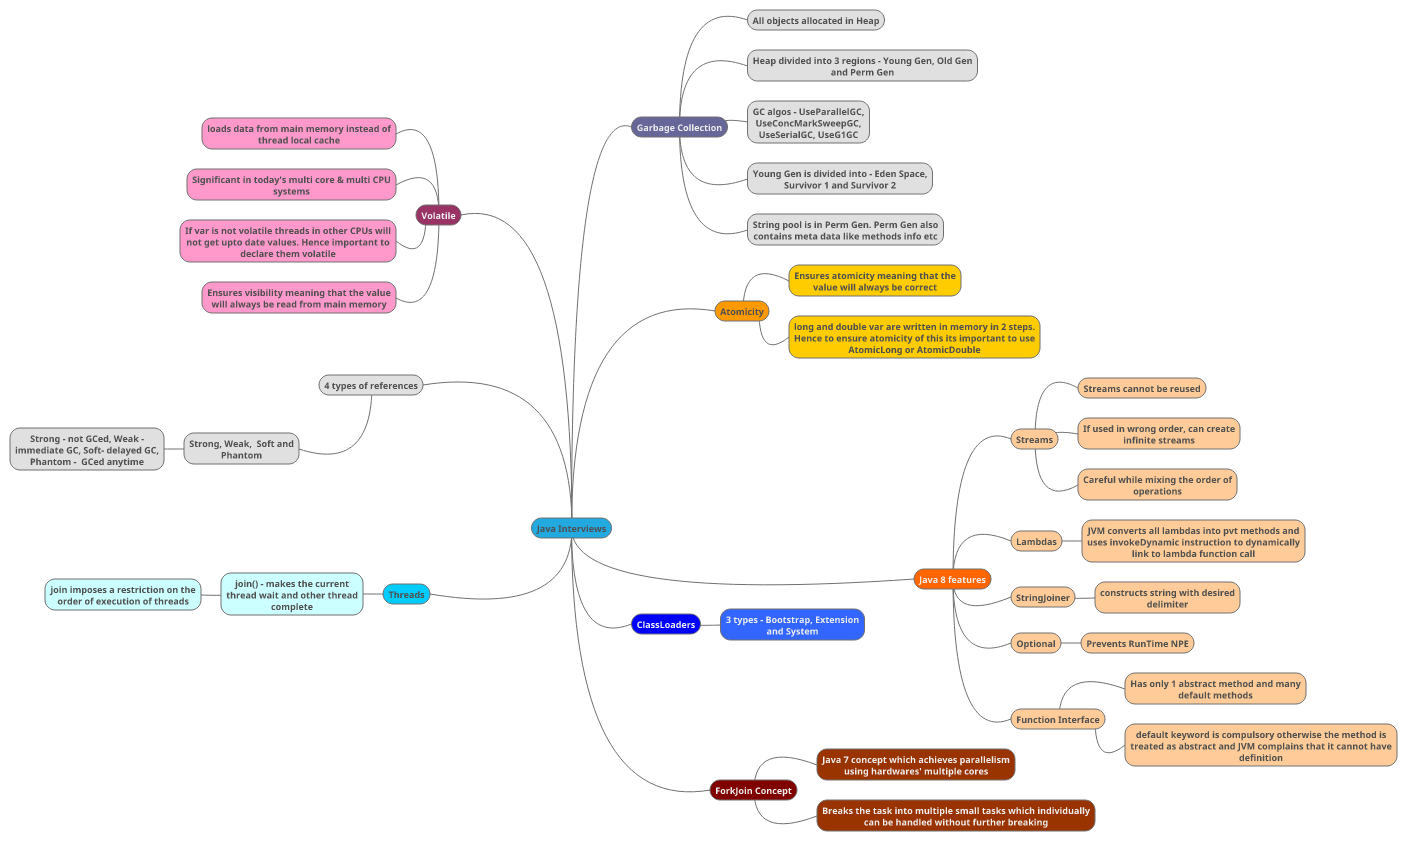 Java Interviews
Garbage Collection
All objects allocated in Heap
Heap divided into 3 regions - Young Gen, Old Gen
and Perm Gen
GC algos - UseParallelGC,
UseConcMarkSweepGC,
UseSerialGC, UseG1GC
Young Gen is divided into - Eden Space,
Survivor 1 and Survivor 2
String pool is in Perm Gen. Perm Gen also
contains meta data like methods info etc
Atomicity
Ensures atomicity meaning that the
value will always be correct
long and double var are written in memory in 2 steps.
Hence to ensure atomicity of this its important to use
AtomicLong or AtomicDouble
Java 8 features
Streams
Streams cannot be reused
If used in wrong order, can create
infinite streams
Careful while mixing the order of
operations
Lambdas
JVM converts all lambdas into pvt methods and
uses invokeDynamic instruction to dynamically
link to lambda function call
StringJoiner
constructs string with desired
delimiter
Optional
Prevents RunTime NPE
Function Interface
Has only 1 abstract method and many
default methods
default keyword is compulsory otherwise the method is
treated as abstract and JVM complains that it cannot have
definition
ClassLoaders
3 types - Bootstrap, Extension
and System
ForkJoin Concept
Java 7 concept which achieves parallelism
using hardwares' multiple cores
Breaks the task into multiple small tasks which individually
can be handled without further breaking
Volatile
loads data from main memory instead of
thread local cache
Significant in today's multi core & multi CPU
systems
If var is not volatile threads in other CPUs will
not get upto date values. Hence important to
declare them volatile
Ensures visibility meaning that the value
will always be read from main memory
4 types of references
Strong, Weak, Soft and
Phantom
Strong - not GCed, Weak -
immediate GC, Soft- delayed GC,
Phantom - GCed anytime
Threads
join() - makes the current
thread wait and other thread
complete
join imposes a restriction on the
order of execution of threads